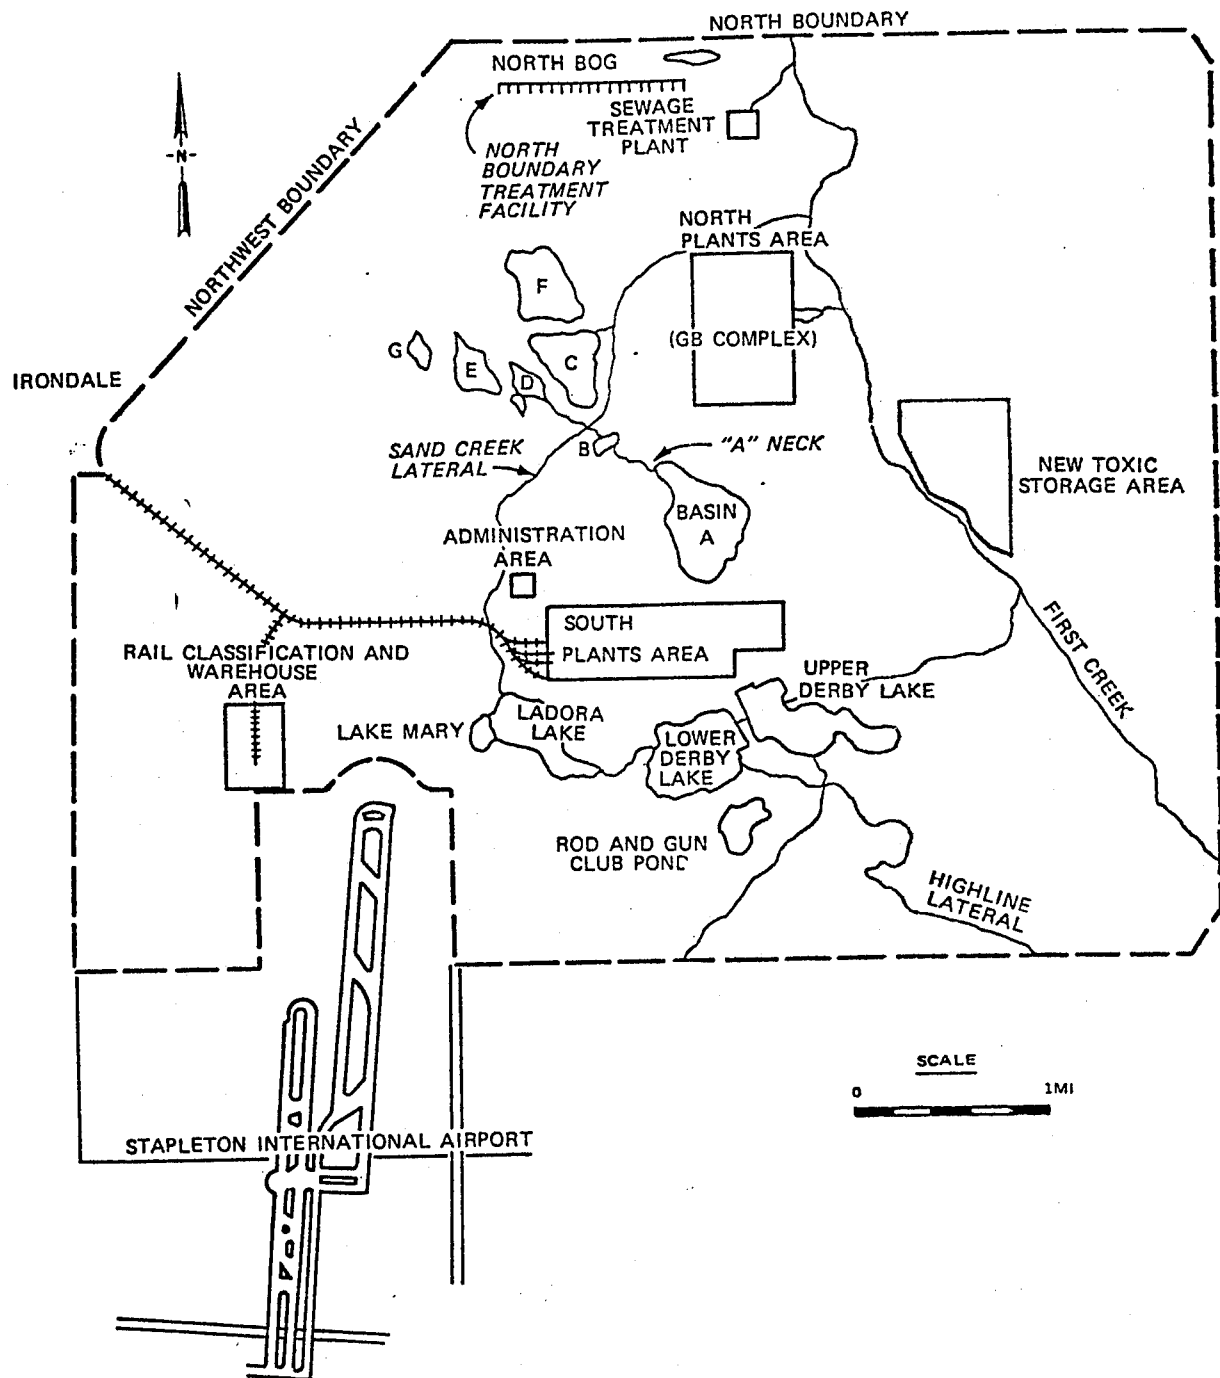 NORTH BOUNDARY
NORTH BOG
SEWAGE
TREATMENT
PLANT
-N-
NORTH
BOUNDARY
TREATMENT
FACILITY
NORTHWEST BOUNDARY
NORTH
PLANTS AREA
F
(GB COMPLEX)
G
E
D
C
IRONDALE
SAND CREEK
LATERAL
B
"A" NECK
NEW TOXIC
STORAGE AREA
BASIN
A
ADMINISTRATION
AREA
SOUTH
PLANTS AREA
FIRST CREEK
RAIL CLASSIFICATION AND
WAREHOUSE
AREA
UPPER
DERBY LAKE
LAKE MARY
LADORA
LAKE
LOWER
DERBY
LAKE
ROD AND GUN
CLUB POND
HIGHLINE
LATERAL
SCALE
0 1MI
STAPLETON INTERNATIONAL AIRPORT